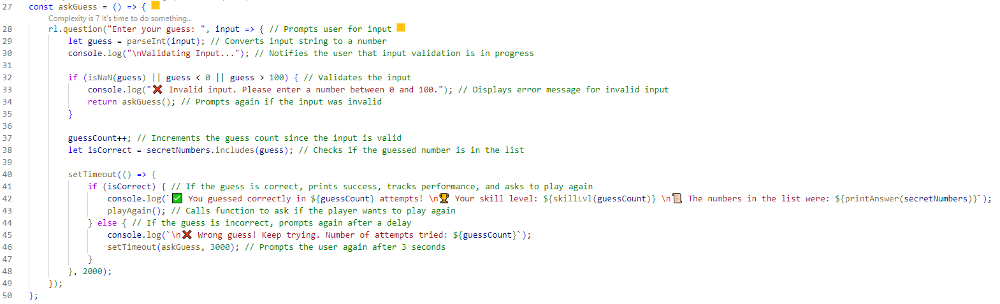 27 const askGuess = () => {
Complexity is 7 It's time to do something...
28 rl.question("Enter your guess: ", input => { // Prompts user for input
29 let guess = parseInt(input); // Converts input string to a number
30 console.log("\nValidating Input..."); // Notifies the user that input validation is in progress
31
32 if (isNaN(guess) || guess < 0 || guess > 100) { // Validates the input
33 console.log("❌ Invalid input. Please enter a number between 0 and 100."); // Displays error message for invalid input
34 return askGuess(); // Prompts again if the input was invalid
35 }
36
37 guessCount++; // Increments the guess count since the input is valid
38 let isCorrect = secretNumbers.includes(guess); // Checks if the guessed number is in the list
39
40 setTimeout(() => {
41 if (isCorrect) { // If the guess is correct, prints success, tracks performance, and asks to play again
42 console.log(`✅ You guessed correctly in ${guessCount} attempts! \n🏆 Your skill level: ${skillLvl(guessCount)} \n📜 The numbers in the list were: ${printAnswer(secretNumbers)}`);
43 playAgain(); // Calls function to ask if the player wants to play again
44 } else { // If the guess is incorrect, prompts again after a delay
45 console.log(`\n❌ Wrong guess! Keep trying. Number of attempts tried: ${guessCount}`);
46 setTimeout(askGuess, 3000); // Prompts the user again after 3 seconds
47 }
48 }, 2000);
49 });
50 };